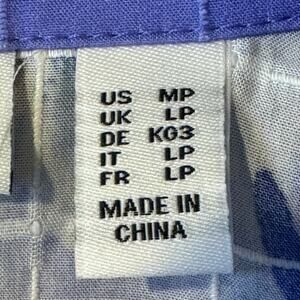 US MP
UK LP
DE KG3
IT LP
FR LP
MADE IN
CHINA